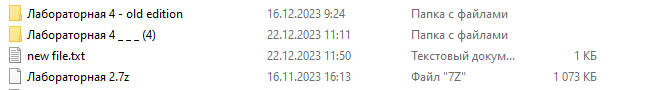 Лабораторная 4 - old edition 16.12.2023 9:24 Папка с файлами
Лабораторная 4 _ _ _ (4) 22.12.2023 11:11 Папка с файлами
new file.txt 22.12.2023 11:50 Текстовый докум... 1 КБ
Лабораторная 2.7z 16.11.2023 16:13 Файл "7Z" 1 073 КБ